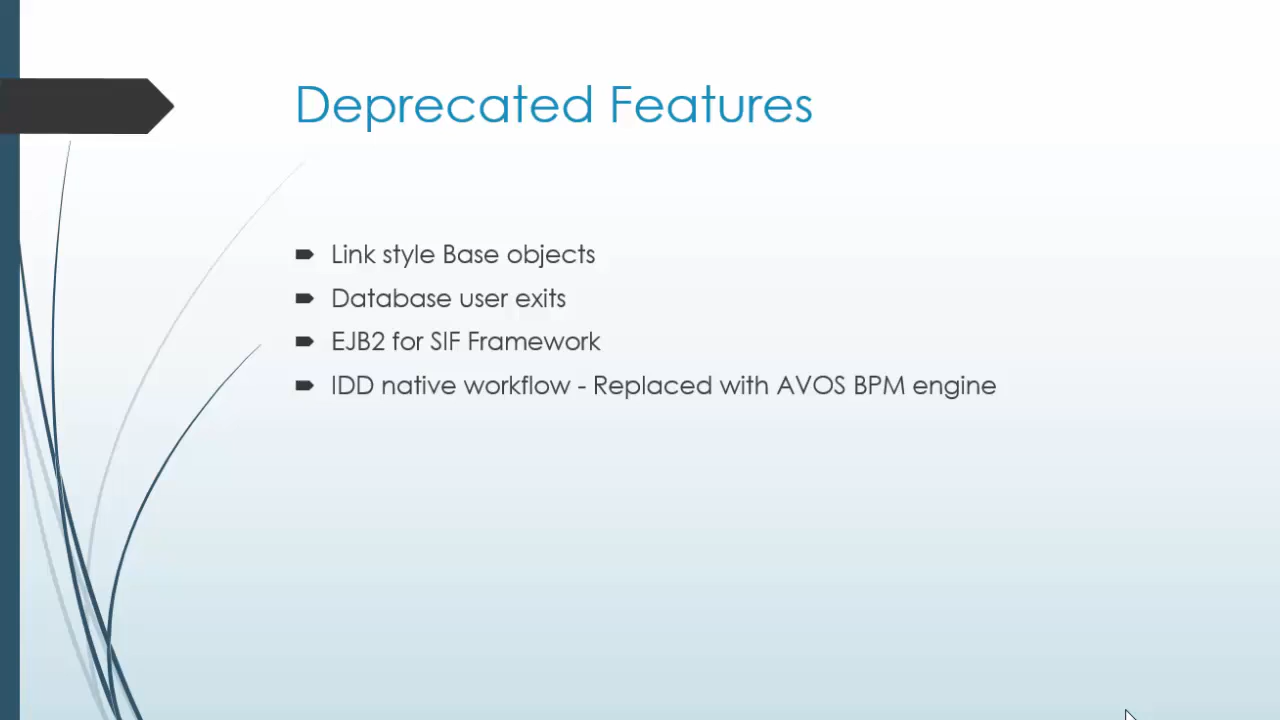 Deprecated Features
Link style Base objects
Database user exits
EJB2 for SIF Framework
IDD native workflow - Replaced with AVOS BPM engine